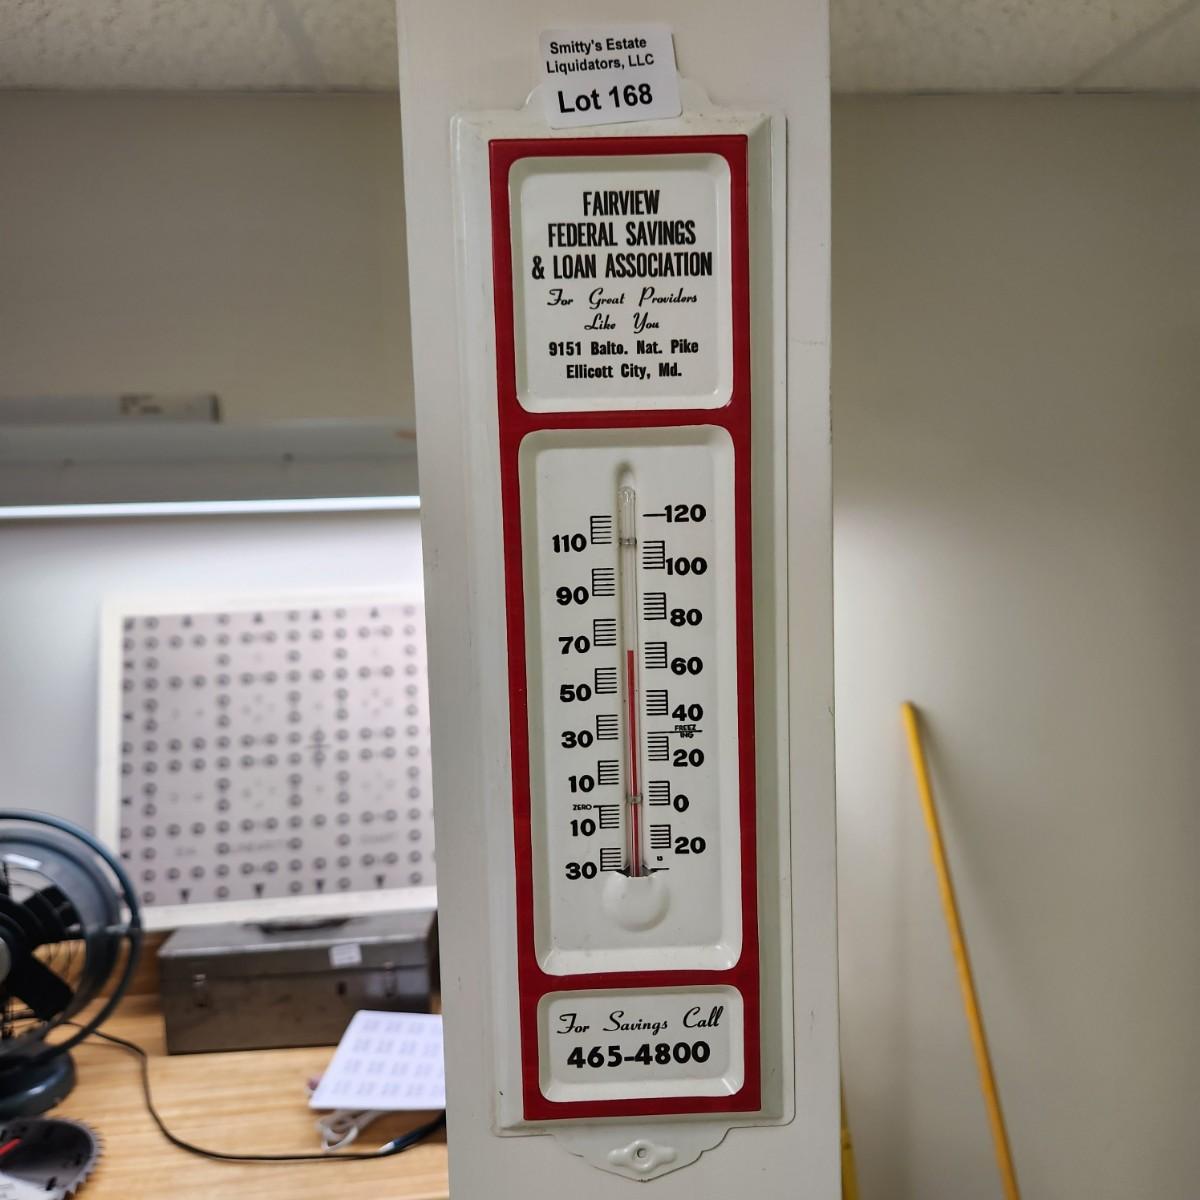 Smitty's Estate
Liquidators, LLC
Lot 168
FAIRVIEW
FEDERAL SAVINGS
& LOAN ASSOCIATION
For Great Providers
Like You
9151 Balto. Nat. Pike
Ellicott City, Md.
120
110
100
90
80
70
60
50
40
FREEZ
ING
30
20
10
ZERO
0
10
20
30
For Savings Call
465-4800